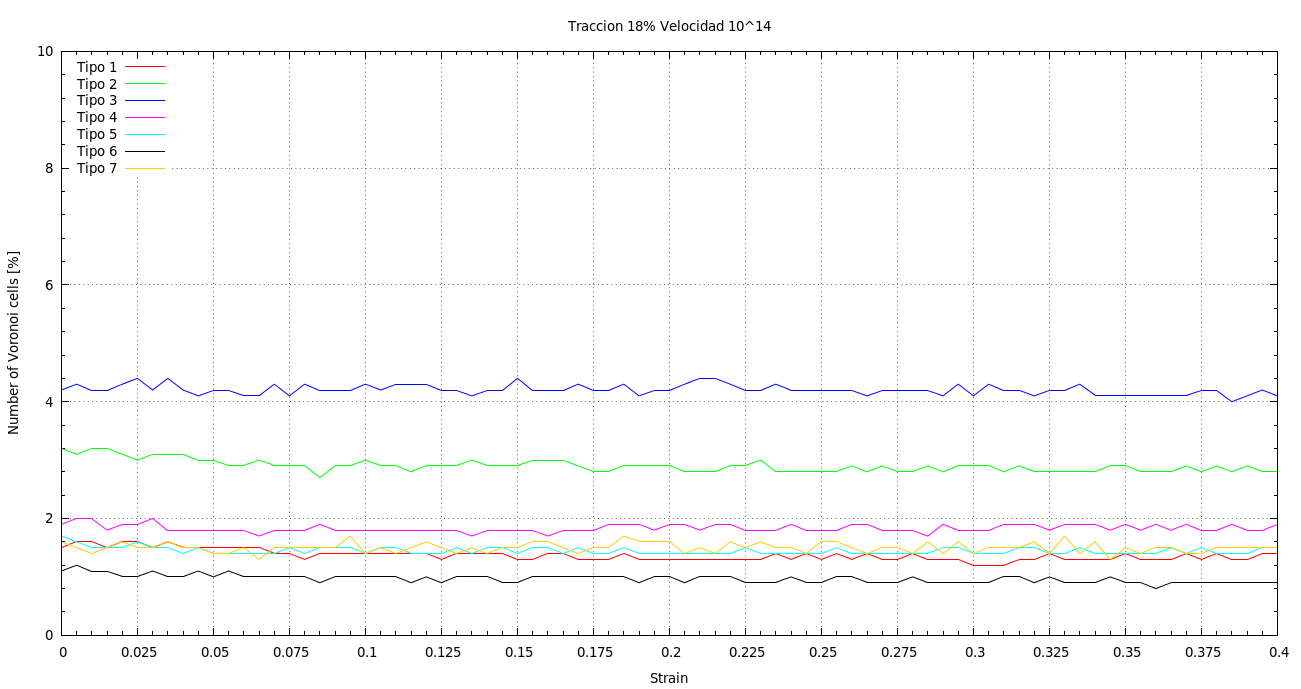 Traccion 18% Velocidad 10^14
10
8
6
4
2
0
Number of Voronoi cells [%]
Tipo 1
Tipo 2
Tipo 3
Tipo 4
Tipo 5
Tipo 6
Tipo 7
0 0.025 0.05 0.075 0.1 0.125 0.15 0.175 0.2 0.225 0.25 0.275 0.3 0.325 0.35 0.375 0.4
Strain